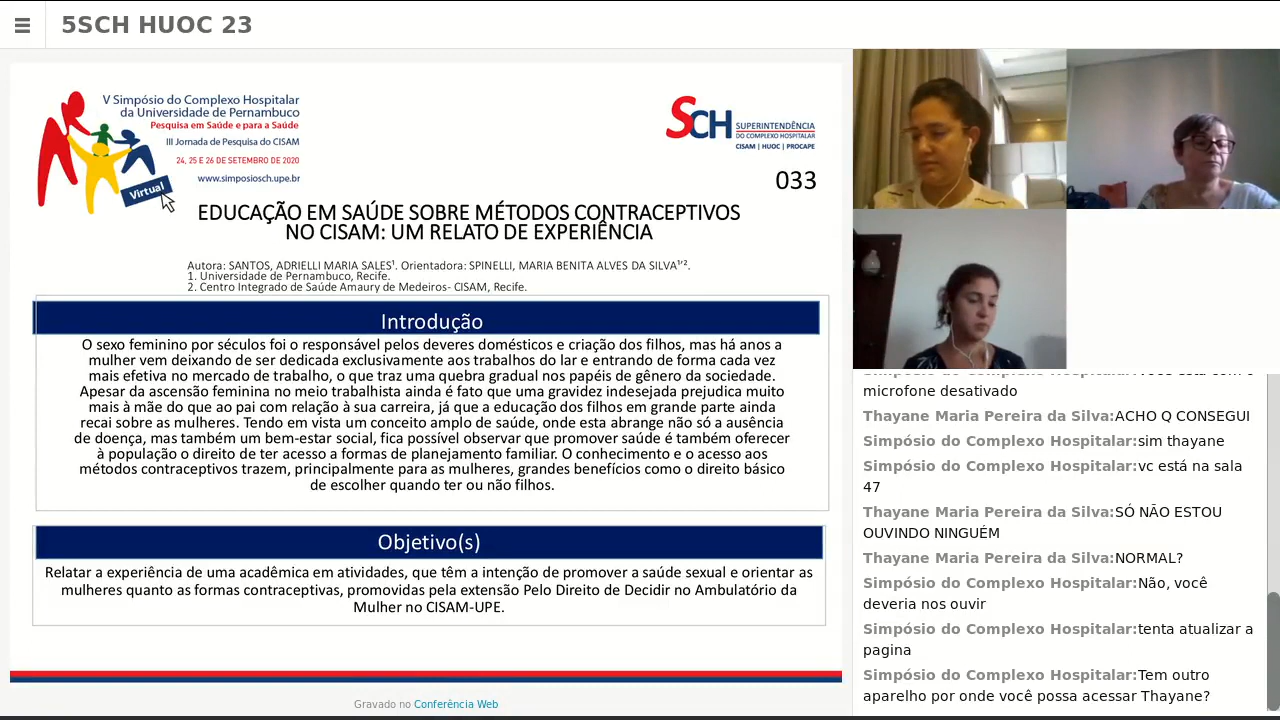 5SCH HUOC 23
V Simpósio do Complexo Hospitalar
da Universidade de Pernambuco
Pesquisa em Saúde e para a Saúde
III Jornada de Pesquisa do CISAM
24, 25 E 26 DE SETEMBRO DE 2020
www.simposiosch.upe.br
Virtual
SCH SUPERINTENDÊNCIA
DO COMPLEXO HOSPITALAR
CISAM | HUOC | PROCAPE
033
EDUCAÇÃO EM SAÚDE SOBRE MÉTODOS CONTRACEPTIVOS
NO CISAM: UM RELATO DE EXPERIÊNCIA
Autora: SANTOS, ADRIELLI MARIA SALES¹. Orientadora: SPINELLI, MARIA BENITA ALVES DA SILVA¹'².
1. Universidade de Pernambuco, Recife.
2. Centro Integrado de Saúde Amaury de Medeiros- CISAM, Recife.
Introdução
O sexo feminino por séculos foi o responsável pelos deveres domésticos e criação dos filhos, mas há anos a
mulher vem deixando de ser dedicada exclusivamente aos trabalhos do lar e entrando de forma cada vez
mais efetiva no mercado de trabalho, o que traz uma quebra gradual nos papéis de gênero da sociedade.
Apesar da ascensão feminina no meio trabalhista ainda é fato que uma gravidez indesejada prejudica muito
mais à mãe do que ao pai com relação à sua carreira, já que a educação dos filhos em grande parte ainda
recai sobre as mulheres. Tendo em vista um conceito amplo de saúde, onde esta abrange não só a ausência
de doença, mas também um bem-estar social, fica possível observar que promover saúde é também oferecer
à população o direito de ter acesso a formas de planejamento familiar. O conhecimento e o acesso aos
métodos contraceptivos trazem, principalmente para as mulheres, grandes benefícios como o direito básico
de escolher quando ter ou não filhos.
Objetivo(s)
Relatar a experiência de uma acadêmica em atividades, que têm a intenção de promover a saúde sexual e orientar as
mulheres quanto as formas contraceptivas, promovidas pela extensão Pelo Direito de Decidir no Ambulatório da
Mulher no CISAM-UPE.
Gravado no Conferência Web
microfone desativado
Thayane Maria Pereira da Silva:ACHO Q CONSEGUI
Simpósio do Complexo Hospitalar:sim thayane
Simpósio do Complexo Hospitalar:vc está na sala
47
Thayane Maria Pereira da Silva:SÓ NÃO ESTOU
OUVINDO NINGUÉM
Thayane Maria Pereira da Silva:NORMAL?
Simpósio do Complexo Hospitalar:Não, você
deveria nos ouvir
Simpósio do Complexo Hospitalar:tenta atualizar a
pagina
Simpósio do Complexo Hospitalar:Tem outro
aparelho por onde você possa acessar Thayane?